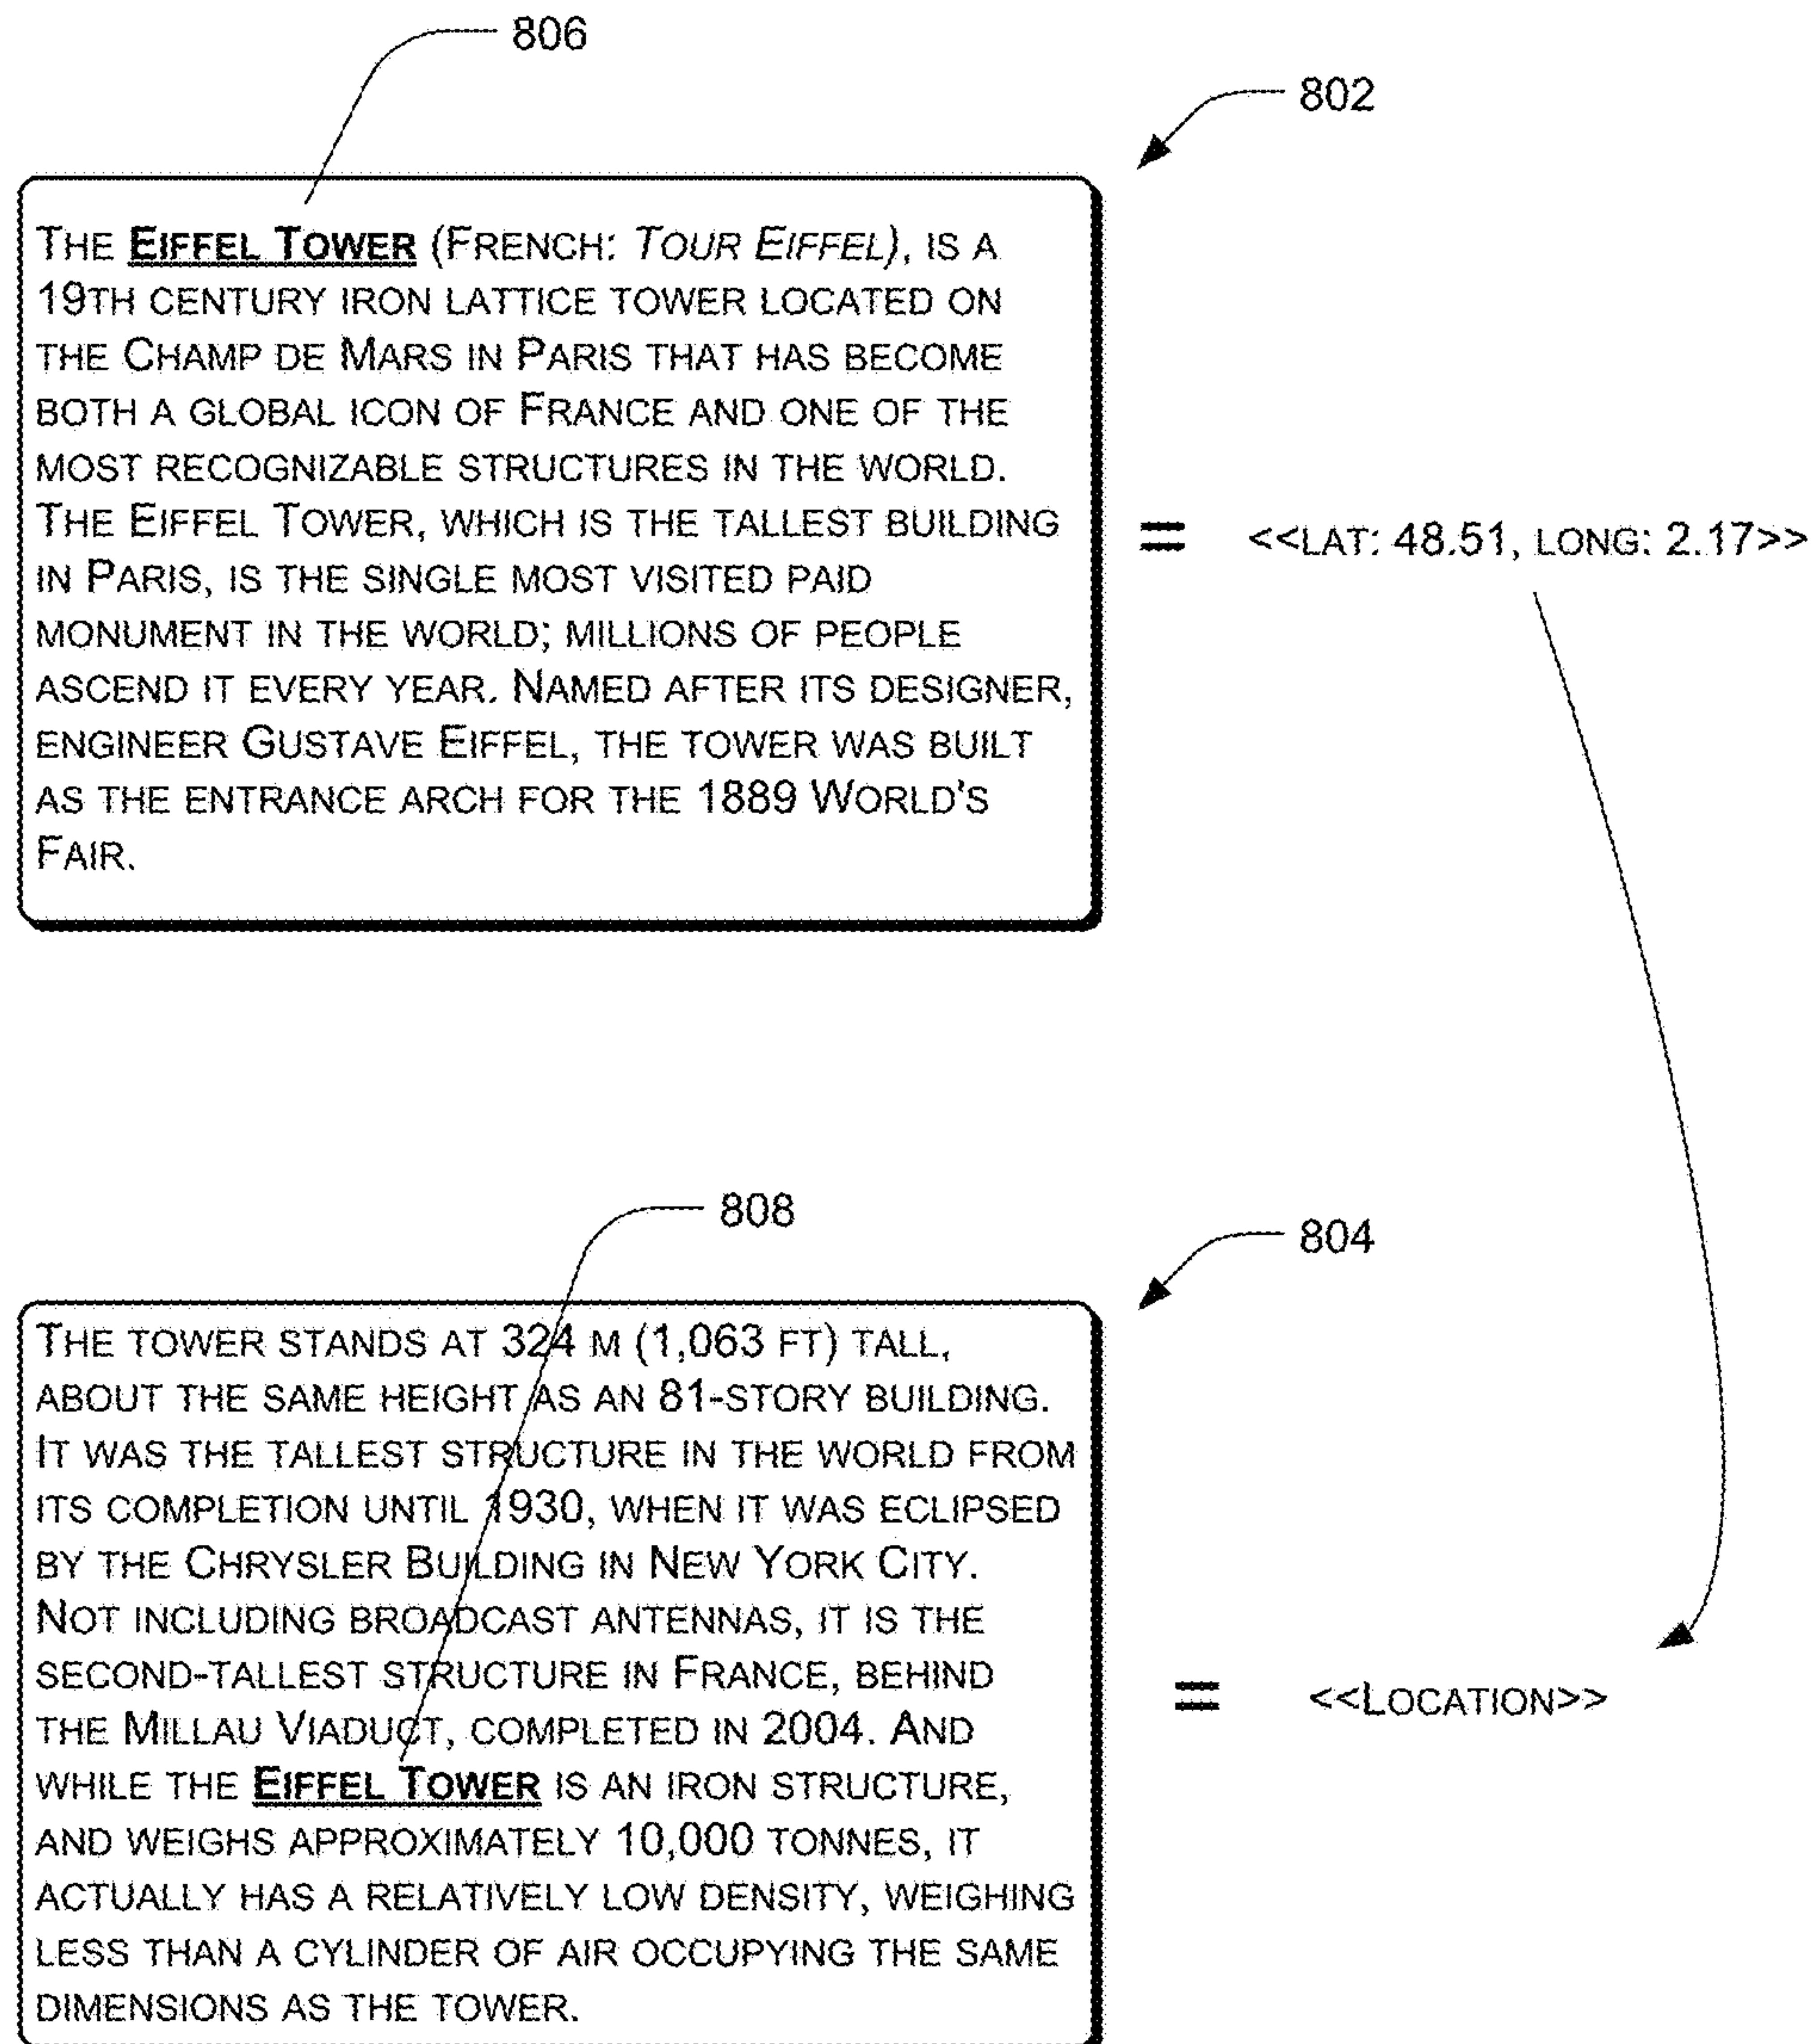 806
802
The Eiffel Tower (French: Tour Eiffel), is a
19th century iron lattice tower located on
the Champ de Mars in Paris that has become
both a global icon of France and one of the
most recognizable structures in the world.
The Eiffel Tower, which is the tallest building
in Paris, is the single most visited paid
monument in the world; millions of people
ascend it every year. Named after its designer,
engineer Gustave Eiffel, the tower was built
as the entrance arch for the 1889 World's
Fair.
= <<Lat: 48.51, long: 2.17>>
808
804
The tower stands at 324 m (1,063 ft) tall,
about the same height as an 81-story building.
It was the tallest structure in the world from
its completion until 1930, when it was eclipsed
by the Chrysler Building in New York City.
Not including broadcast antennas, it is the
second-tallest structure in France, behind
the Millau Viaduct, completed in 2004. And
while the Eiffel Tower is an iron structure,
and weighs approximately 10,000 tonnes, it
actually has a relatively low density, weighing
less than a cylinder of air occupying the same
dimensions as the tower.
= <<Location>>